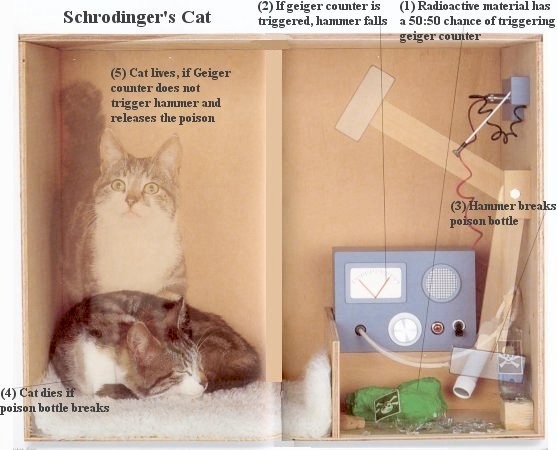 Schrodinger's Cat
(2) If geiger counter is
triggered, hammer falls
(1) Radioactive material has
a 50:50 chance of triggering
geiger counter
(5) Cat lives, if Geiger
counter does not
trigger hammer and
releases the poison
(3) Hammer breaks
poison bottle
(4) Cat dies if
poison bottle breaks